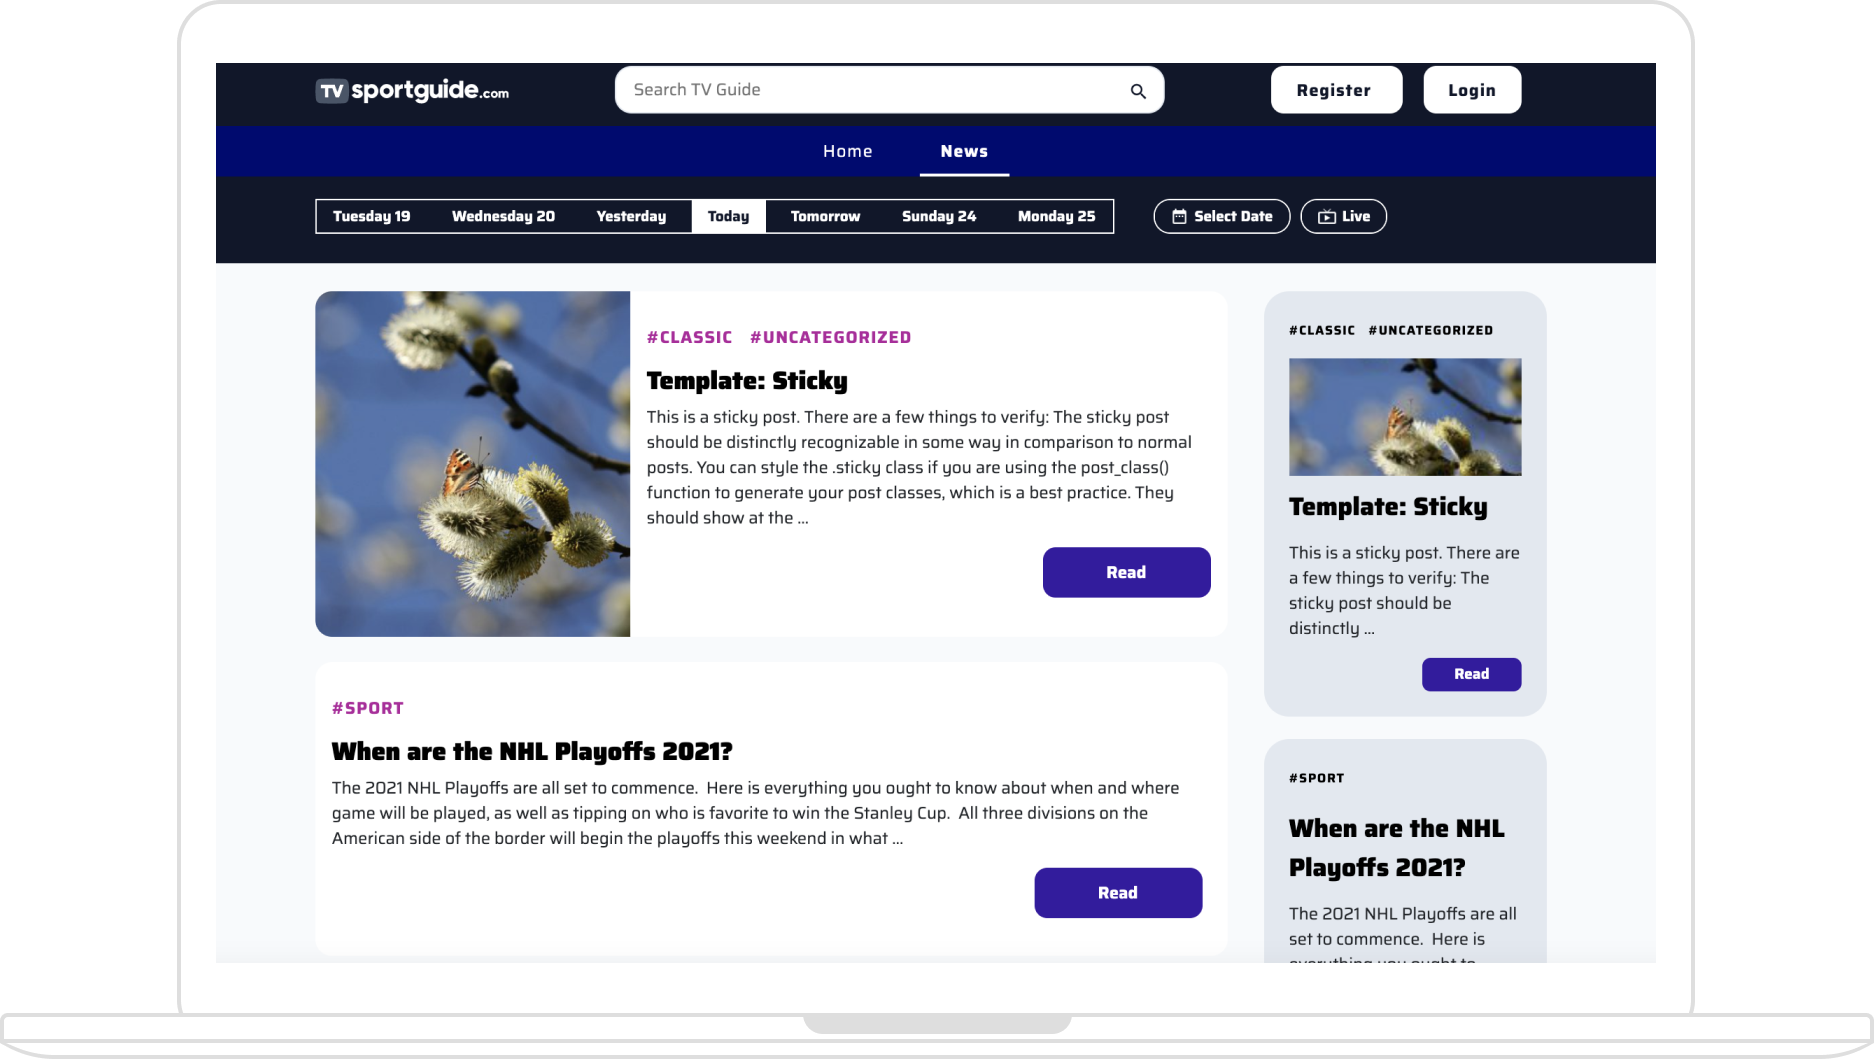 TV sportguide.com
Search TV Guide
Register
Login
Home
News
Tuesday 19
Wednesday 20
Yesterday
Today
Tomorrow
Sunday 24
Monday 25
Select Date
Live
#CLASSIC #UNCATEGORIZED
Template: Sticky
This is a sticky post. There are a few things to verify: The sticky post
should be distinctly recognizable in some way in comparison to normal
posts. You can style the .sticky class if you are using the post_class()
function to generate your post classes, which is a best practice. They
should show at the ...
Read
#SPORT
When are the NHL Playoffs 2021?
The 2021 NHL Playoffs are all set to commence.  Here is everything you ought to know about when and where
game will be played, as well as tipping on who is favorite to win the Stanley Cup.  All three divisions on the
American side of the border will begin the playoffs this weekend in what ...
Read
#CLASSIC #UNCATEGORIZED
Template: Sticky
This is a sticky post. There are
a few things to verify: The
sticky post should be
distinctly ...
Read
#SPORT
When are the NHL
Playoffs 2021?
The 2021 NHL Playoffs are all
set to commence.  Here is
everything you ought to